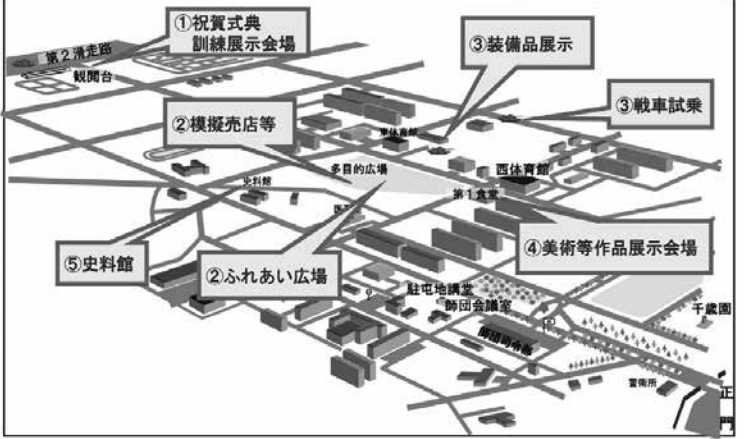 ①祝賀式典
訓練展示会場
第2滑走路
観閲台
③装備品展示
③戦車試乗
②模擬売店等
東体育館
多目的広場
西体育館
史料館
第1食堂
⑤史料館
②ふれあい広場
④美術等作品展示会場
駐屯地講堂
師団会議室
千歳園
師団司令部
警衛所
正
門